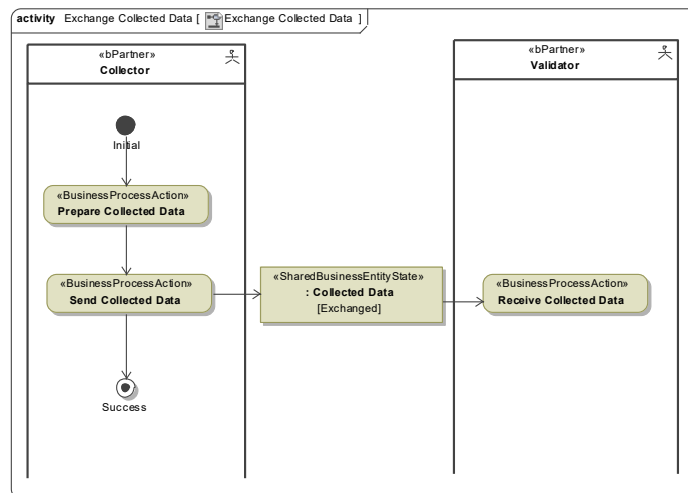 activity Exchange Collected Data [ Exchange Collected Data ]
«bPartner»
Collector
«bPartner»
Validator
Initial
«BusinessProcessAction»
Prepare Collected Data
«BusinessProcessAction»
Send Collected Data
«SharedBusinessEntityState»
: Collected Data
[Exchanged]
«BusinessProcessAction»
Receive Collected Data
Success